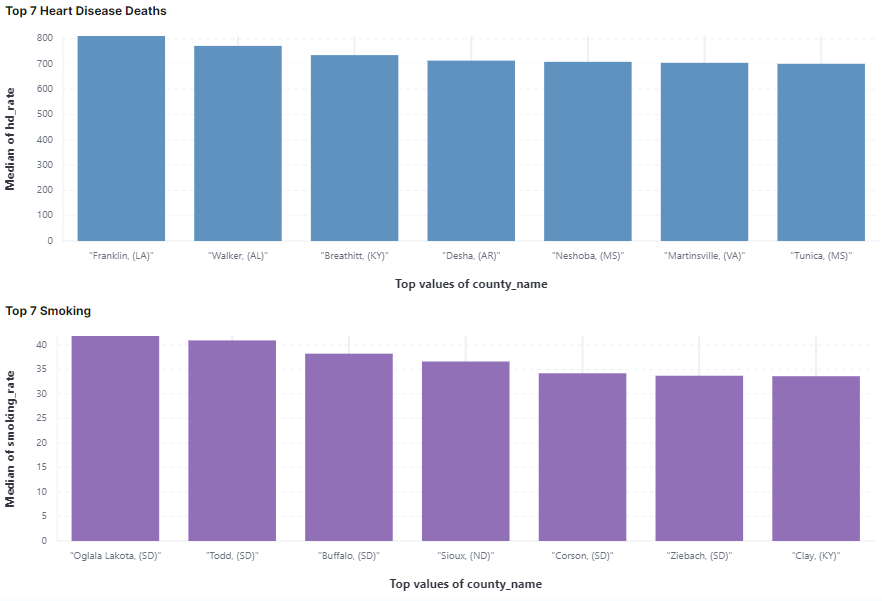 Top 7 Heart Disease Deaths
800
700
600
500
400
300
200
100
0
Median of hd_rate
"Franklin, (LA)" "Walker, (AL)" "Breathitt, (KY)" "Desha, (AR)" "Neshoba, (MS)" "Martinsville, (VA)" "Tunica, (MS)"
Top values of county_name
Top 7 Smoking
40
35
30
25
20
15
10
5
0
Median of smoking_rate
"Oglala Lakota, (SD)" "Todd, (SD)" "Buffalo, (SD)" "Sioux, (ND)" "Corson, (SD)" "Ziebach, (SD)" "Clay, (KY)"
Top values of county_name